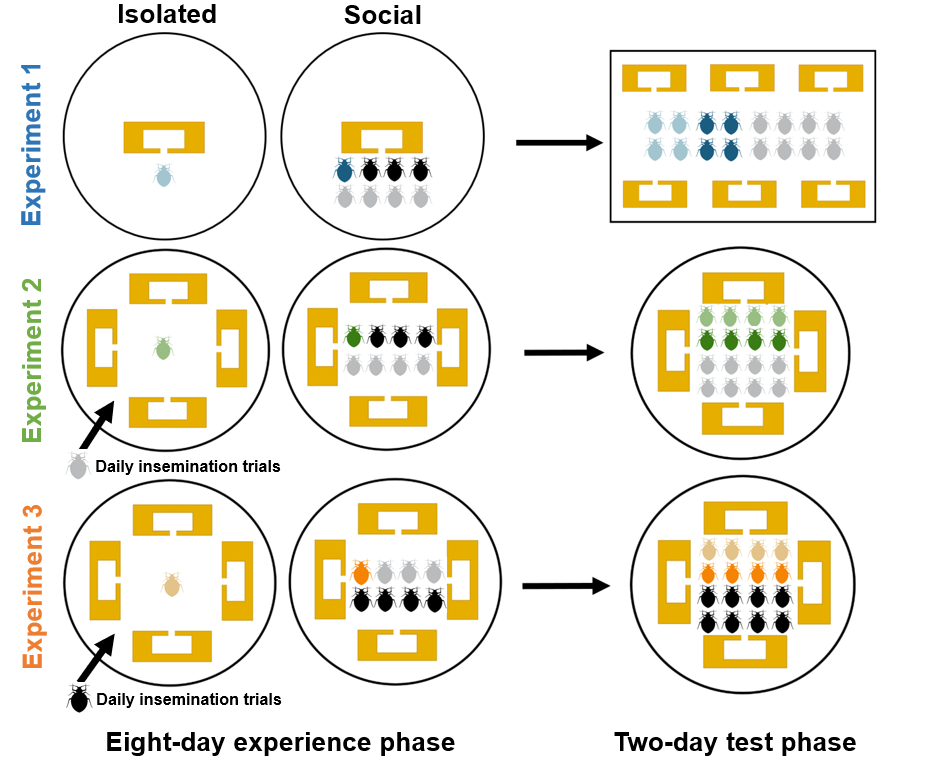 Isolated
Social
Experiment 1
Experiment 2
Daily insemination trials
Experiment 3
Daily insemination trials
Eight-day experience phase
Two-day test phase